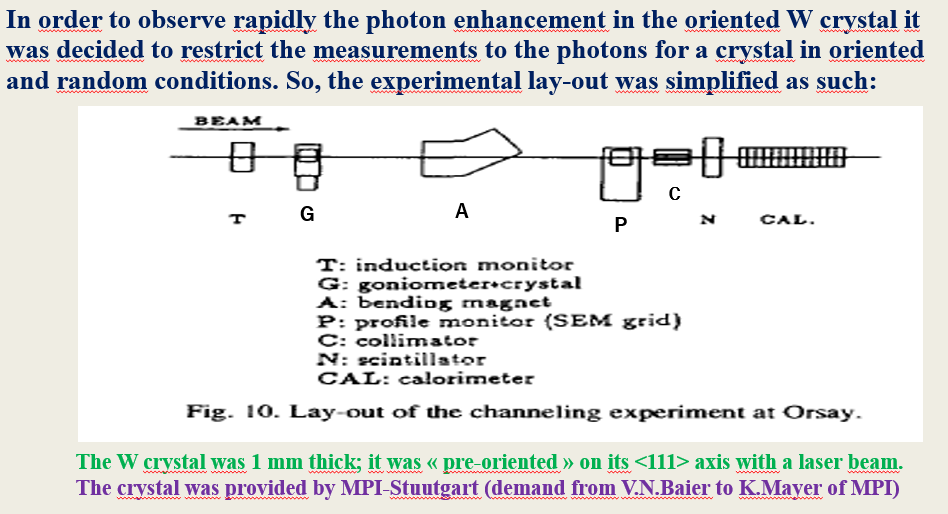 In order to observe rapidly the photon enhancement in the oriented W crystal it
was decided to restrict the measurements to the photons for a crystal in oriented
and random conditions. So, the experimental lay-out was simplified as such:
BEAM
T G A P C N CAL.
T: induction monitor
G: goniometer+crystal
A: bending magnet
P: profile monitor (SEM grid)
C: collimator
N: scintillator
CAL: calorimeter
Fig. 10. Lay-out of the channeling experiment at Orsay.
The W crystal was 1 mm thick; it was « pre-oriented » on its <111> axis with a laser beam.
The crystal was provided by MPI-Stuutgart (demand from V.N.Baier to K.Mayer of MPI)